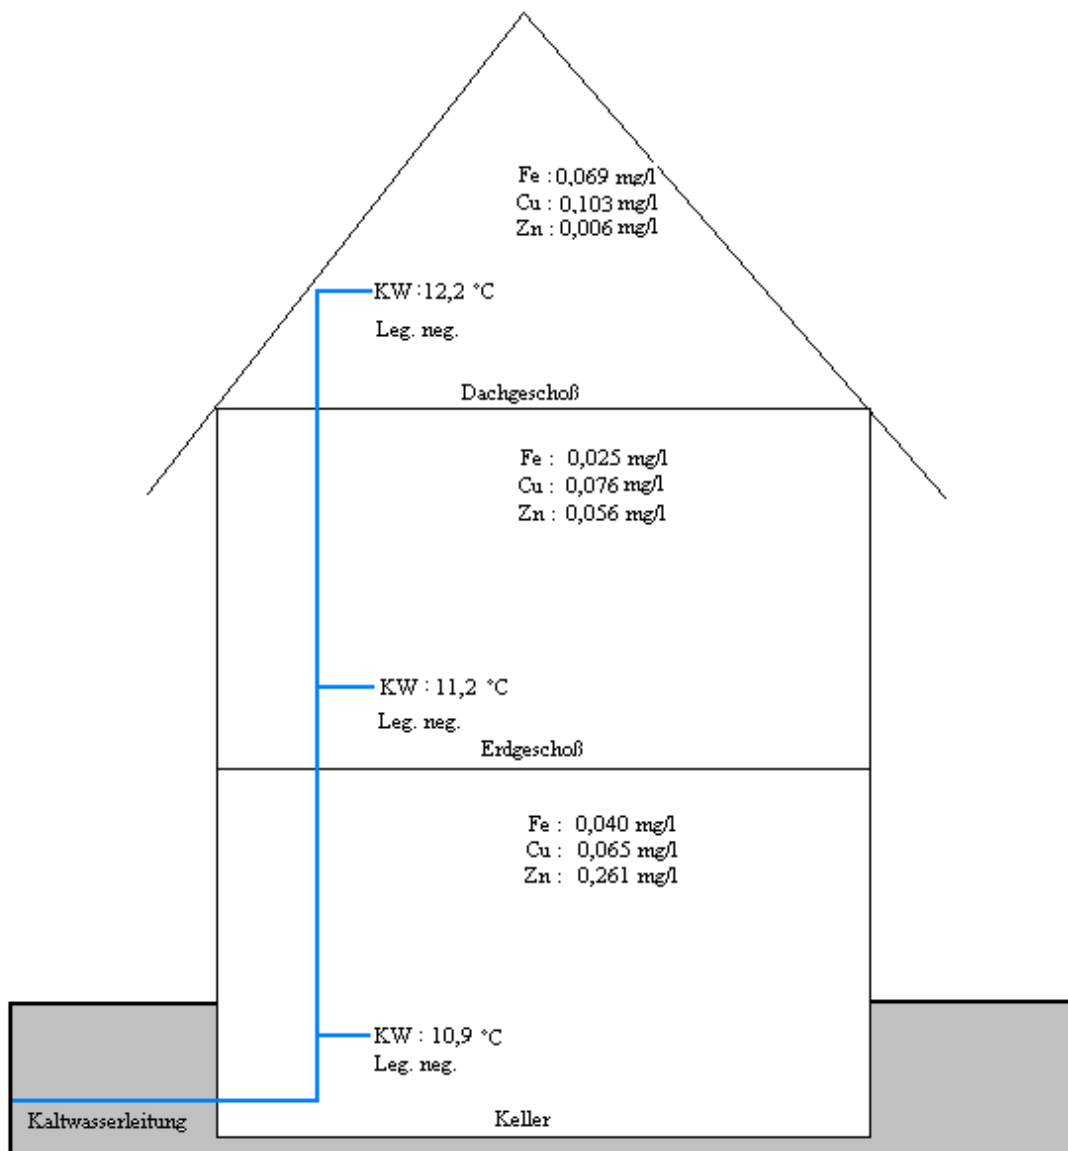 Fe : 0,069 mg/l
Cu : 0,103 mg/l
Zn : 0,006 mg/l
KW : 12,2 °C
Leg. neg.
Dachgeschoß
Fe : 0,025 mg/l
Cu : 0,076 mg/l
Zn : 0,056 mg/l
KW : 11,2 °C
Leg. neg.
Erdgeschoß
Fe : 0,040 mg/l
Cu : 0,065 mg/l
Zn : 0,261 mg/l
KW : 10,9 °C
Leg. neg.
Kaltwasserleitung
Keller